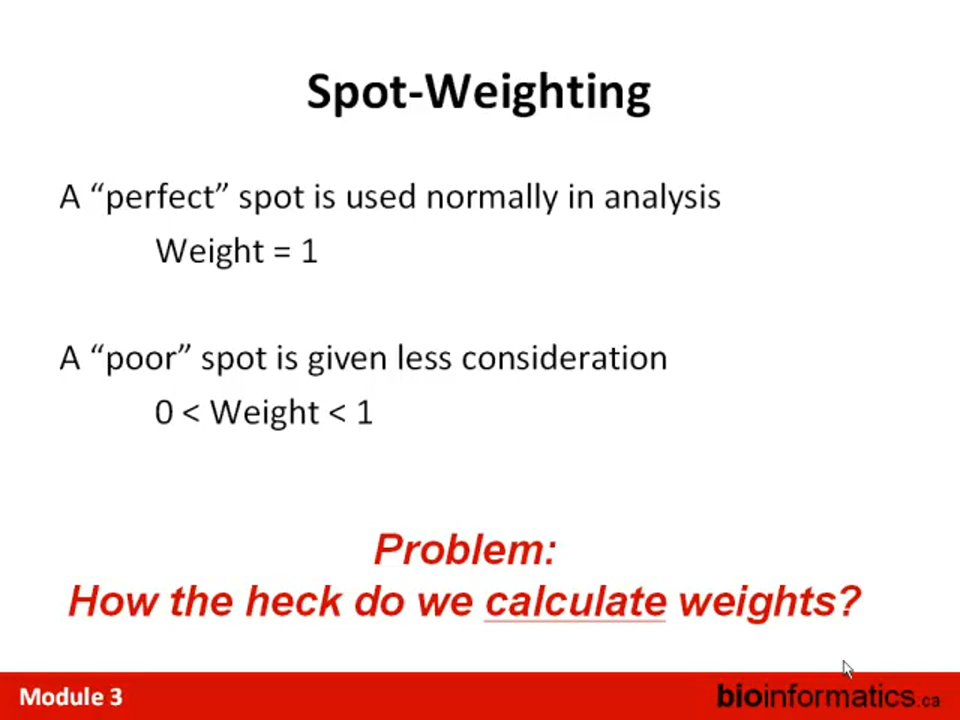 Spot-Weighting
A “perfect” spot is used normally in analysis
Weight = 1
A “poor” spot is given less consideration
0 < Weight < 1
Problem:
How the heck do we calculate weights?
Module 3
bioinformatics.ca